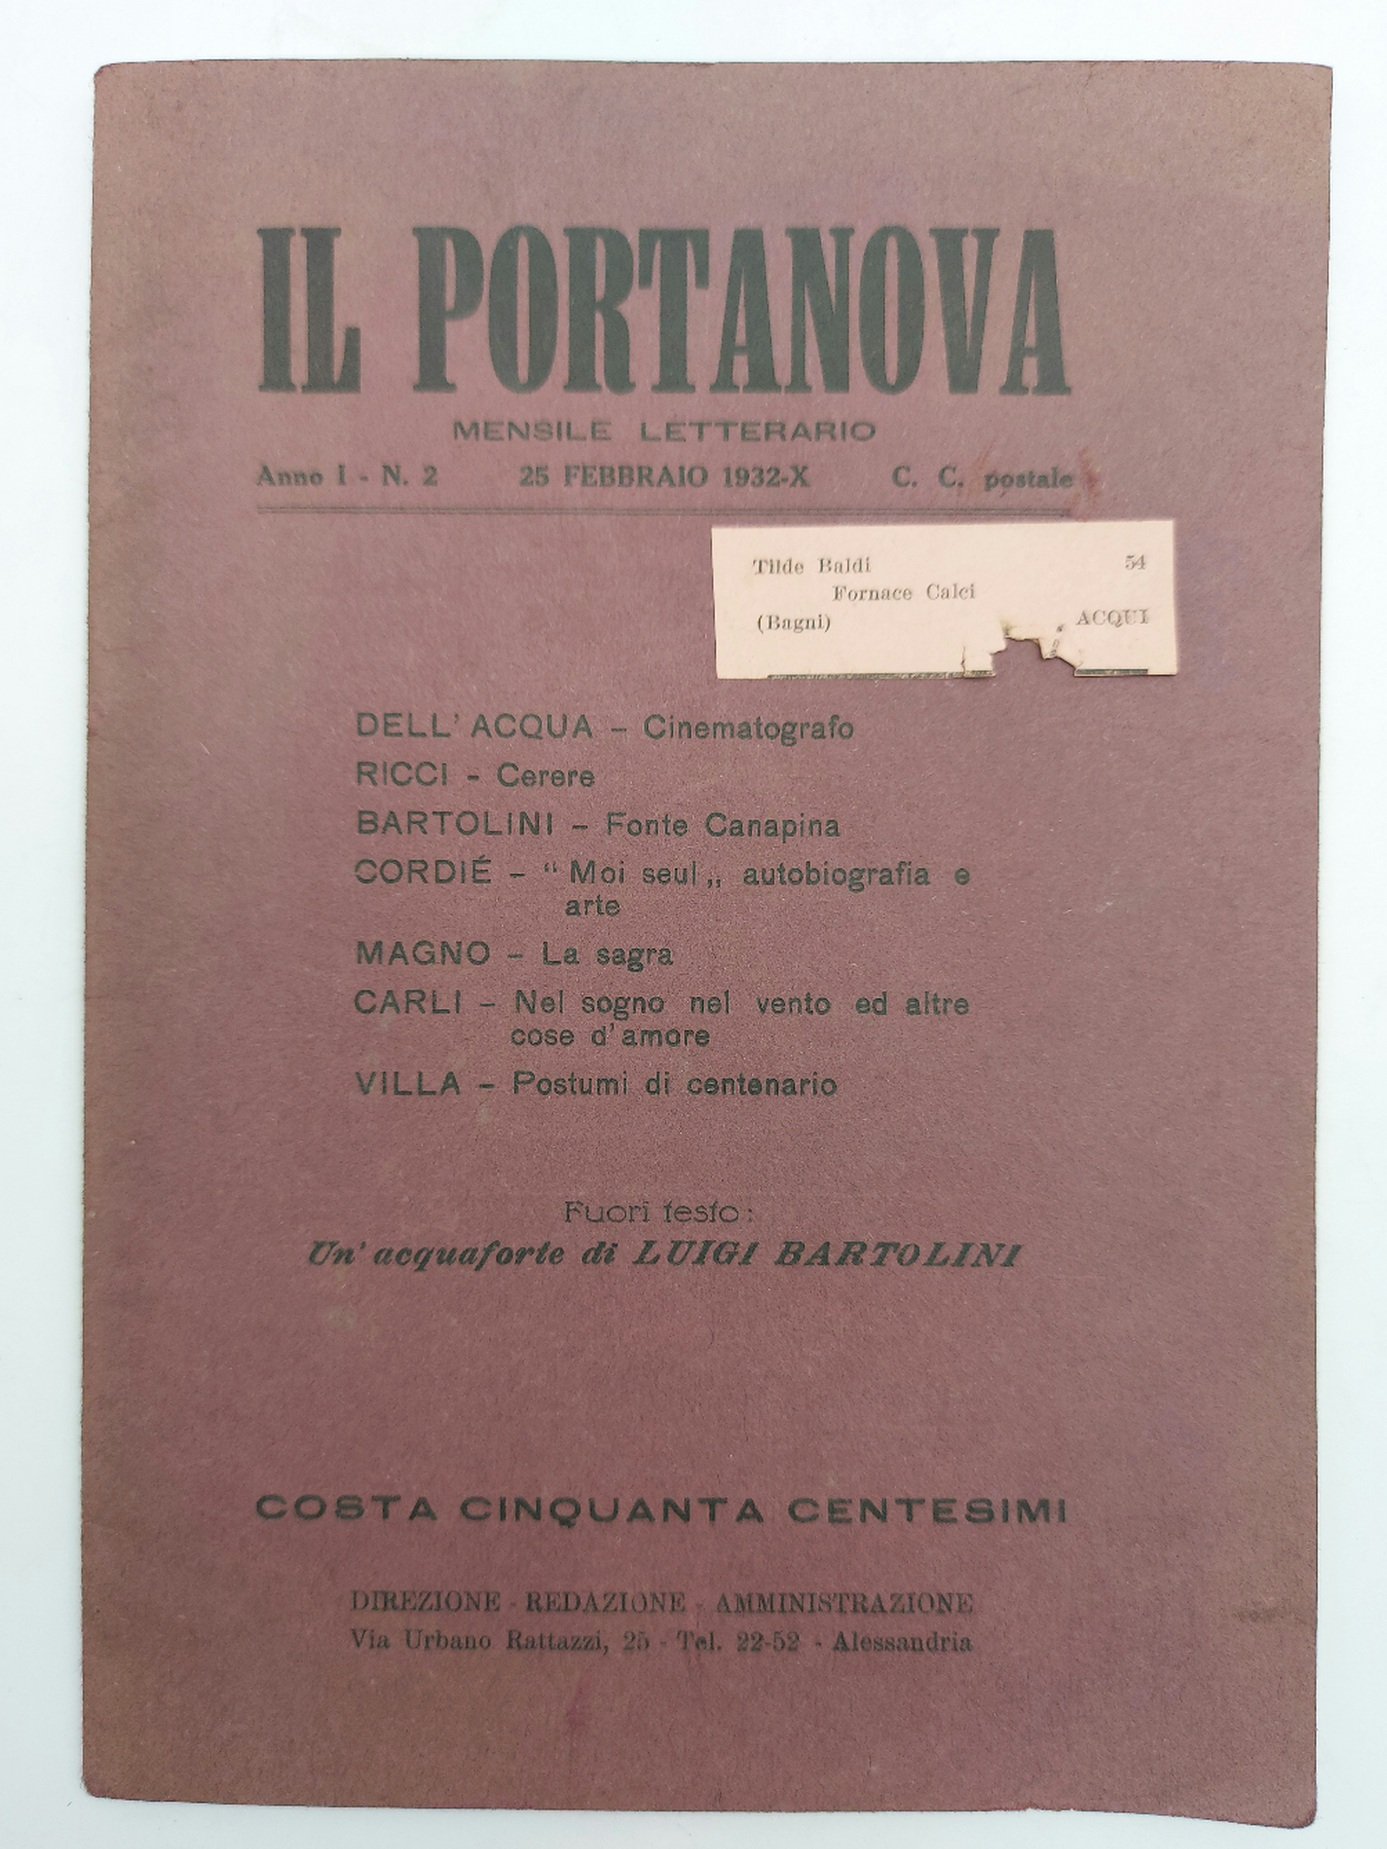 IL PORTANOVA
MENSILE LETTERARIO
Anno I - N. 2 25 FEBBRAIO 1932-X C. C. postale
Tilde Baldi 54
Fornace Calci
(Bagni) ACQUI
DELL' ACQUA - Cinematografo
RICCI - Cerere
BARTOLINI - Fonte Canapina
CORDIÉ - “ Moi seul „ autobiografia e
arte
MAGNO - La sagra
CARLI - Nel sogno nel vento ed altre
cose d' amore
VILLA - Postumi di centenario
Fuori testo:
Un' acquaforte di LUIGI BARTOLINI
COSTA CINQUANTA CENTESIMI
DIREZIONE - REDAZIONE - AMMINISTRAZIONE
Via Urbano Rattazzi, 25 - Tel. 22-52 - Alessandria